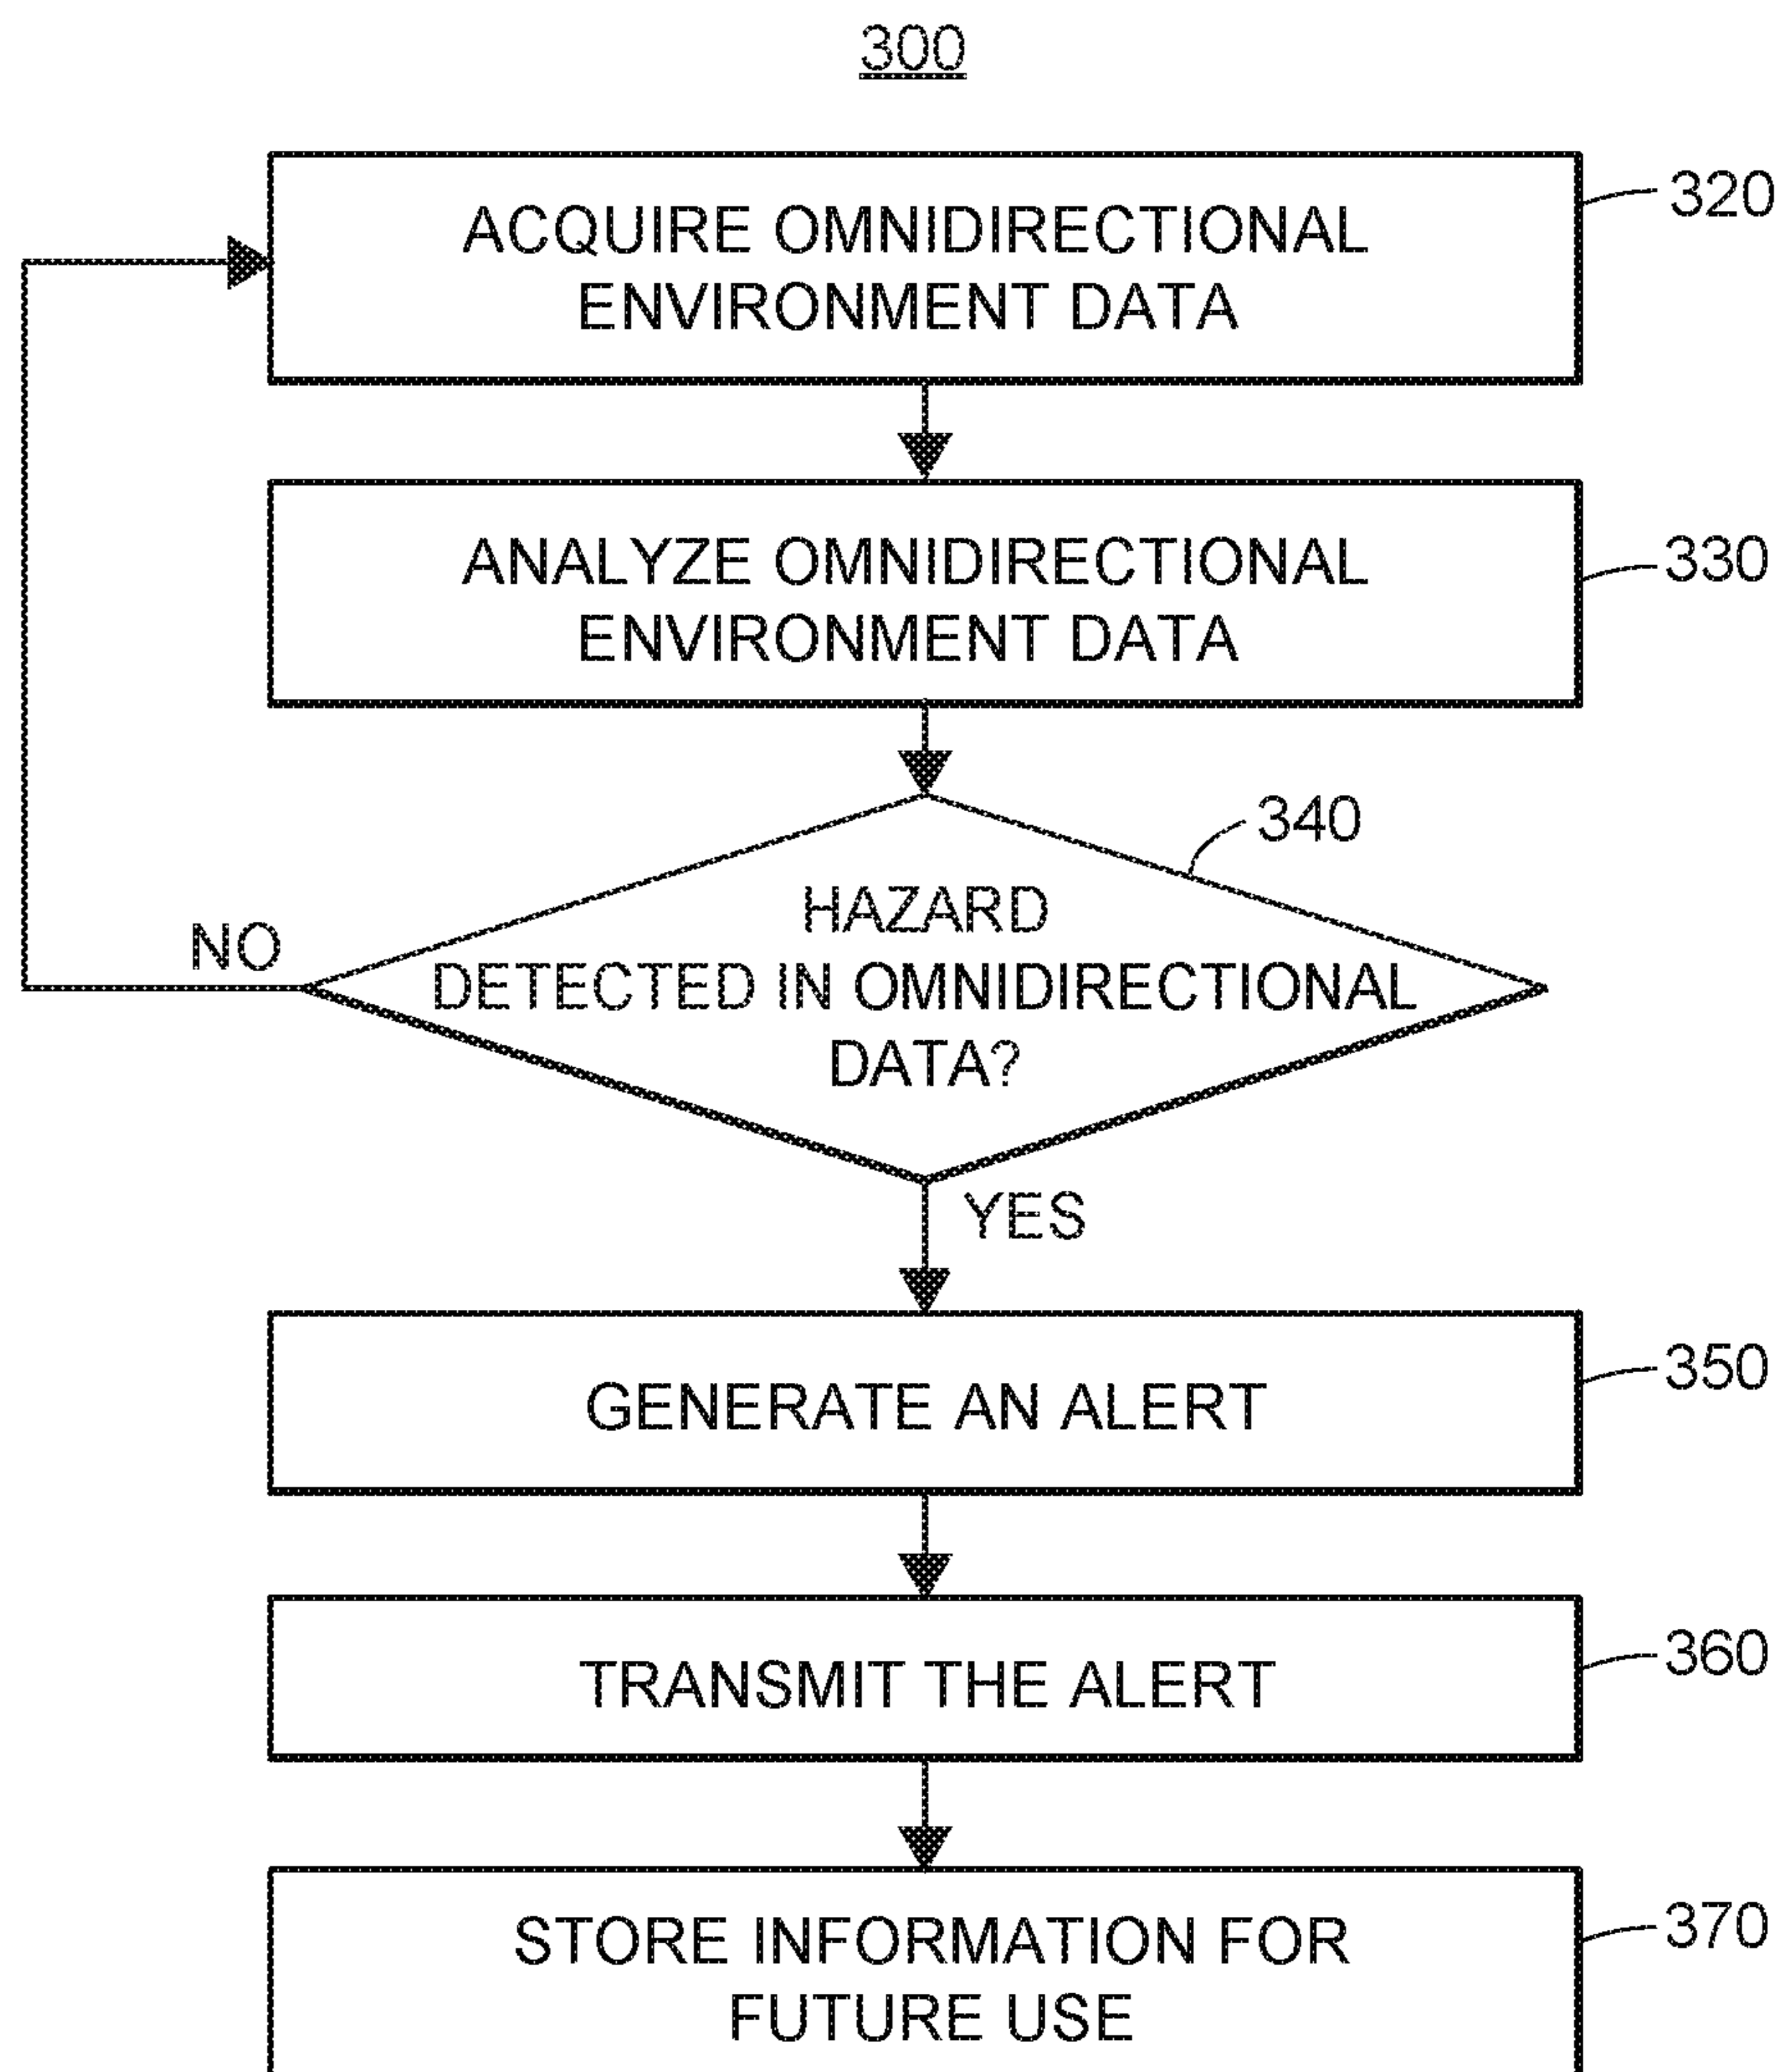 300
ACQUIRE OMNIDIRECTIONAL
ENVIRONMENT DATA
320
ANALYZE OMNIDIRECTIONAL
ENVIRONMENT DATA
330
340
HAZARD
DETECTED IN OMNIDIRECTIONAL
DATA?
NO
YES
GENERATE AN ALERT
350
TRANSMIT THE ALERT
360
STORE INFORMATION FOR
FUTURE USE
370